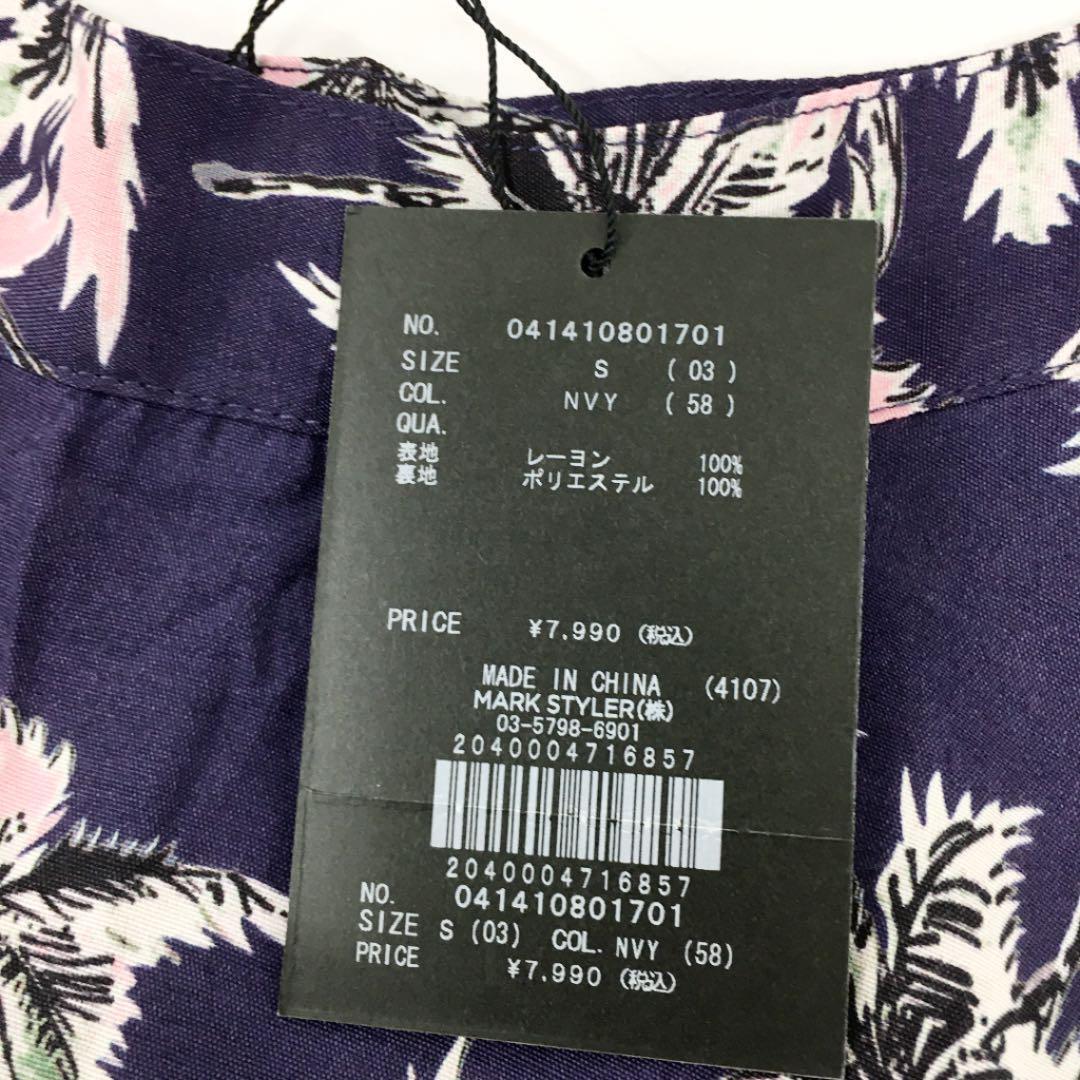 NO. 041410801701
SIZE S (03)
COL. NVY (58)
QUA.
表地 レーヨン 100%
裏地 ポリエステル 100%
PRICE ¥7.990 (税込)
MADE IN CHINA (4107)
MARK STYLER(株)
03-5798-6901
2040004716857
2040004716857
NO. 041410801701
SIZE S (03) COL. NVY (58)
PRICE ¥7.990 (税込)